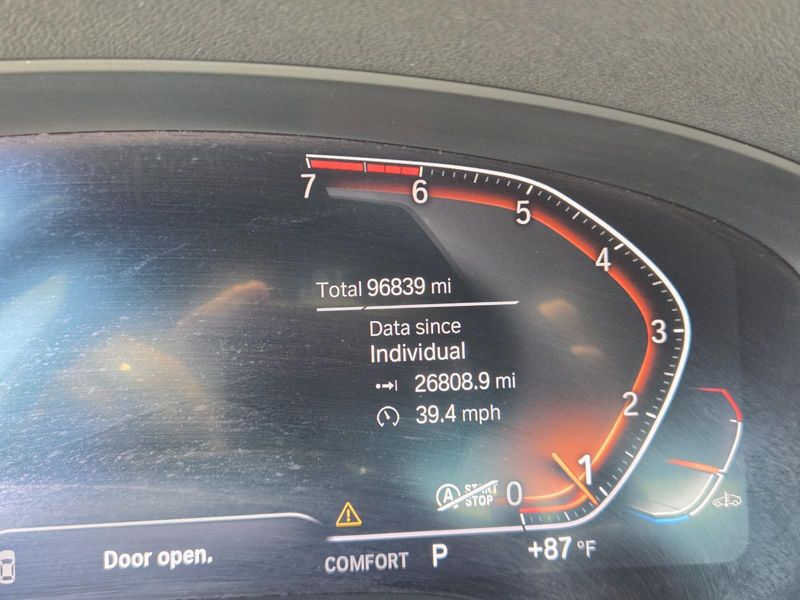 7
6
5
4
3
2
1
0
Total 96839 mi
Data since
Individual
26808.9 mi
39.4 mph
A START
STOP
Door open.
COMFORT P +87 °F